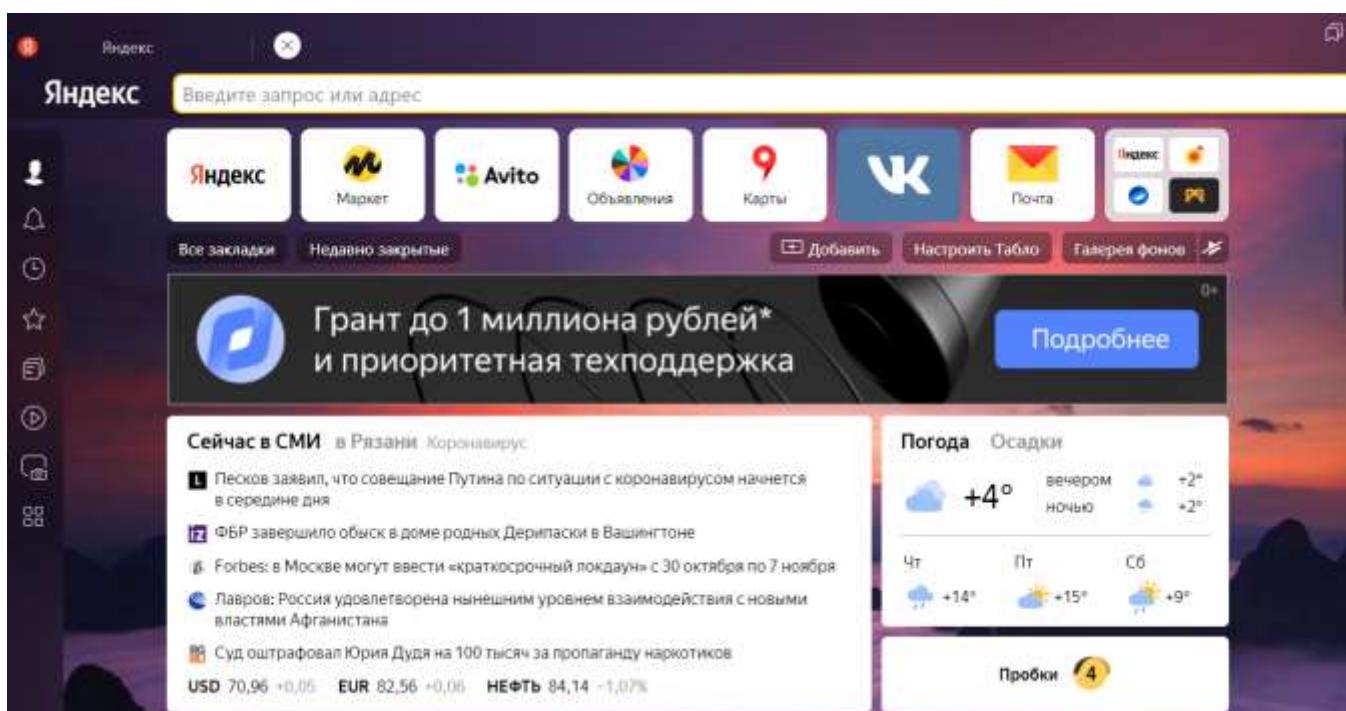 Яндекс
Яндекс
Введите запрос или адрес
Яндекс
Маркет
Avito
Объявления
Карты
VK
Почта
Яндекс
Все закладки Недавно закрытые Добавить Настроить Табло Галерея фонов
0+
Грант до 1 миллиона рублей*
и приоритетная техподдержка
Подробнее
Сейчас в СМИ в Рязани Коронавирус
Песков заявил, что совещание Путина по ситуации с коронавирусом начнется
в середине дня
ФБР завершило обыск в доме родных Дерипаски в Вашингтоне
Forbes: в Москве могут ввести «краткосрочный локдаун» с 30 октября по 7 ноября
Лавров: Россия удовлетворена нынешним уровнем взаимодействия с новыми
властями Афганистана
Суд оштрафовал Юрия Дудя на 100 тысяч за пропаганду наркотиков
USD 70,96 +0,05 EUR 82,56 +0,06 НЕФТЬ 84,14 -1,07%
Погода Осадки
+4°
вечером +2°
ночью +2°
Чт Пт Сб
+14° +15° +9°
Пробки 4